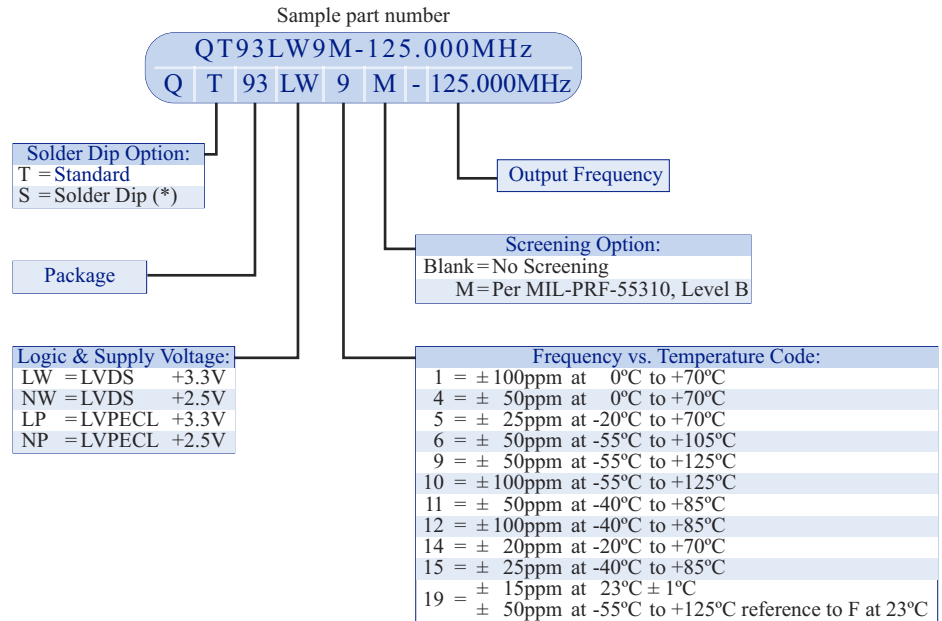 Sample part number
QT93LW9M-125.000MHz
Q T 93 LW 9 M - 125.000MHz
Solder Dip Option:
T = Standard
S = Solder Dip (*)
Output Frequency
Screening Option:
Blank = No Screening
M = Per MIL-PRF-55310, Level B
Package
Logic & Supply Voltage:
LW = LVDS +3.3V
NW = LVDS +2.5V
LP = LVPECL +3.3V
NP = LVPECL +2.5V
Frequency vs. Temperature Code:
1 = ± 100ppm at 0ºC to +70ºC
4 = ± 50ppm at 0ºC to +70ºC
5 = ± 25ppm at -20ºC to +70ºC
6 = ± 50ppm at -55ºC to +105ºC
9 = ± 50ppm at -55ºC to +125ºC
10 = ± 100ppm at -55ºC to +125ºC
11 = ± 50ppm at -40ºC to +85ºC
12 = ± 100ppm at -40ºC to +85ºC
14 = ± 20ppm at -20ºC to +70ºC
15 = ± 25ppm at -40ºC to +85ºC
19 = ± 15ppm at 23ºC ± 1ºC
± 50ppm at -55ºC to +125ºC reference to F at 23ºC